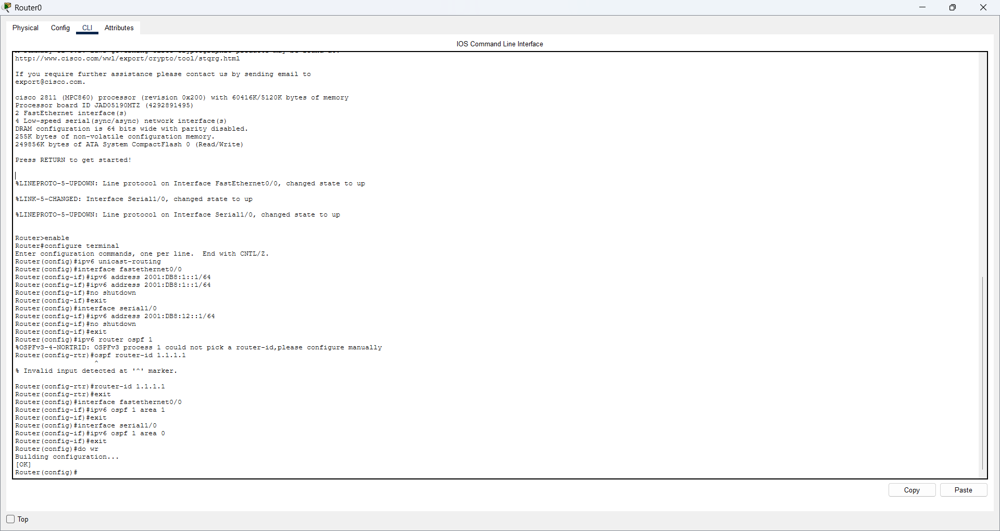 Router0
Physical Config CLI Attributes
IOS Command Line Interface
http://www.cisco.com/wwl/export/crypto/tool/stqrg.html
If you require further assistance please contact us by sending email to
export@cisco.com.
cisco 2811 (MPC860) processor (revision 0x200) with 60416K/5120K bytes of memory
Processor board ID JAD05190MTZ (4292891495)
2 FastEthernet interface(s)
4 Low-speed serial(sync/async) network interface(s)
DRAM configuration is 64 bits wide with parity disabled.
255K bytes of non-volatile configuration memory.
249856K bytes of ATA System CompactFlash 0 (Read/Write)
Press RETURN to get started!
%LINEPROTO-5-UPDOWN: Line protocol on Interface FastEthernet0/0, changed state to up
%LINK-5-CHANGED: Interface Serial1/0, changed state to up
%LINEPROTO-5-UPDOWN: Line protocol on Interface Serial1/0, changed state to up
Router>enable
Router#configure terminal
Enter configuration commands, one per line.  End with CNTL/Z.
Router(config)#ipv6 unicast-routing
Router(config)#interface fastethernet0/0
Router(config-if)#ipv6 address 2001:DB8:1::1/64
Router(config-if)#ipv6 address 2001:DB8:1::1/64
Router(config-if)#no shutdown
Router(config-if)#exit
Router(config)#interface serial1/0
Router(config-if)#ipv6 address 2001:DB8:12::1/64
Router(config-if)#no shutdown
Router(config-if)#exit
Router(config)#ipv6 router ospf 1
%OSPFv3-4-NORTRID: OSPFv3 process 1 could not pick a router-id,please configure manually
Router(config-rtr)#ospf router-id 1.1.1.1
^
% Invalid input detected at '^' marker.
Router(config-rtr)#router-id 1.1.1.1
Router(config-rtr)#exit
Router(config)#interface fastethernet0/0
Router(config-if)#ipv6 ospf 1 area 1
Router(config-if)#exit
Router(config)#interface serial1/0
Router(config-if)#ipv6 ospf 1 area 0
Router(config-if)#exit
Router(config)#do wr
Building configuration...
[OK]
Router(config)#
Copy Paste
Top